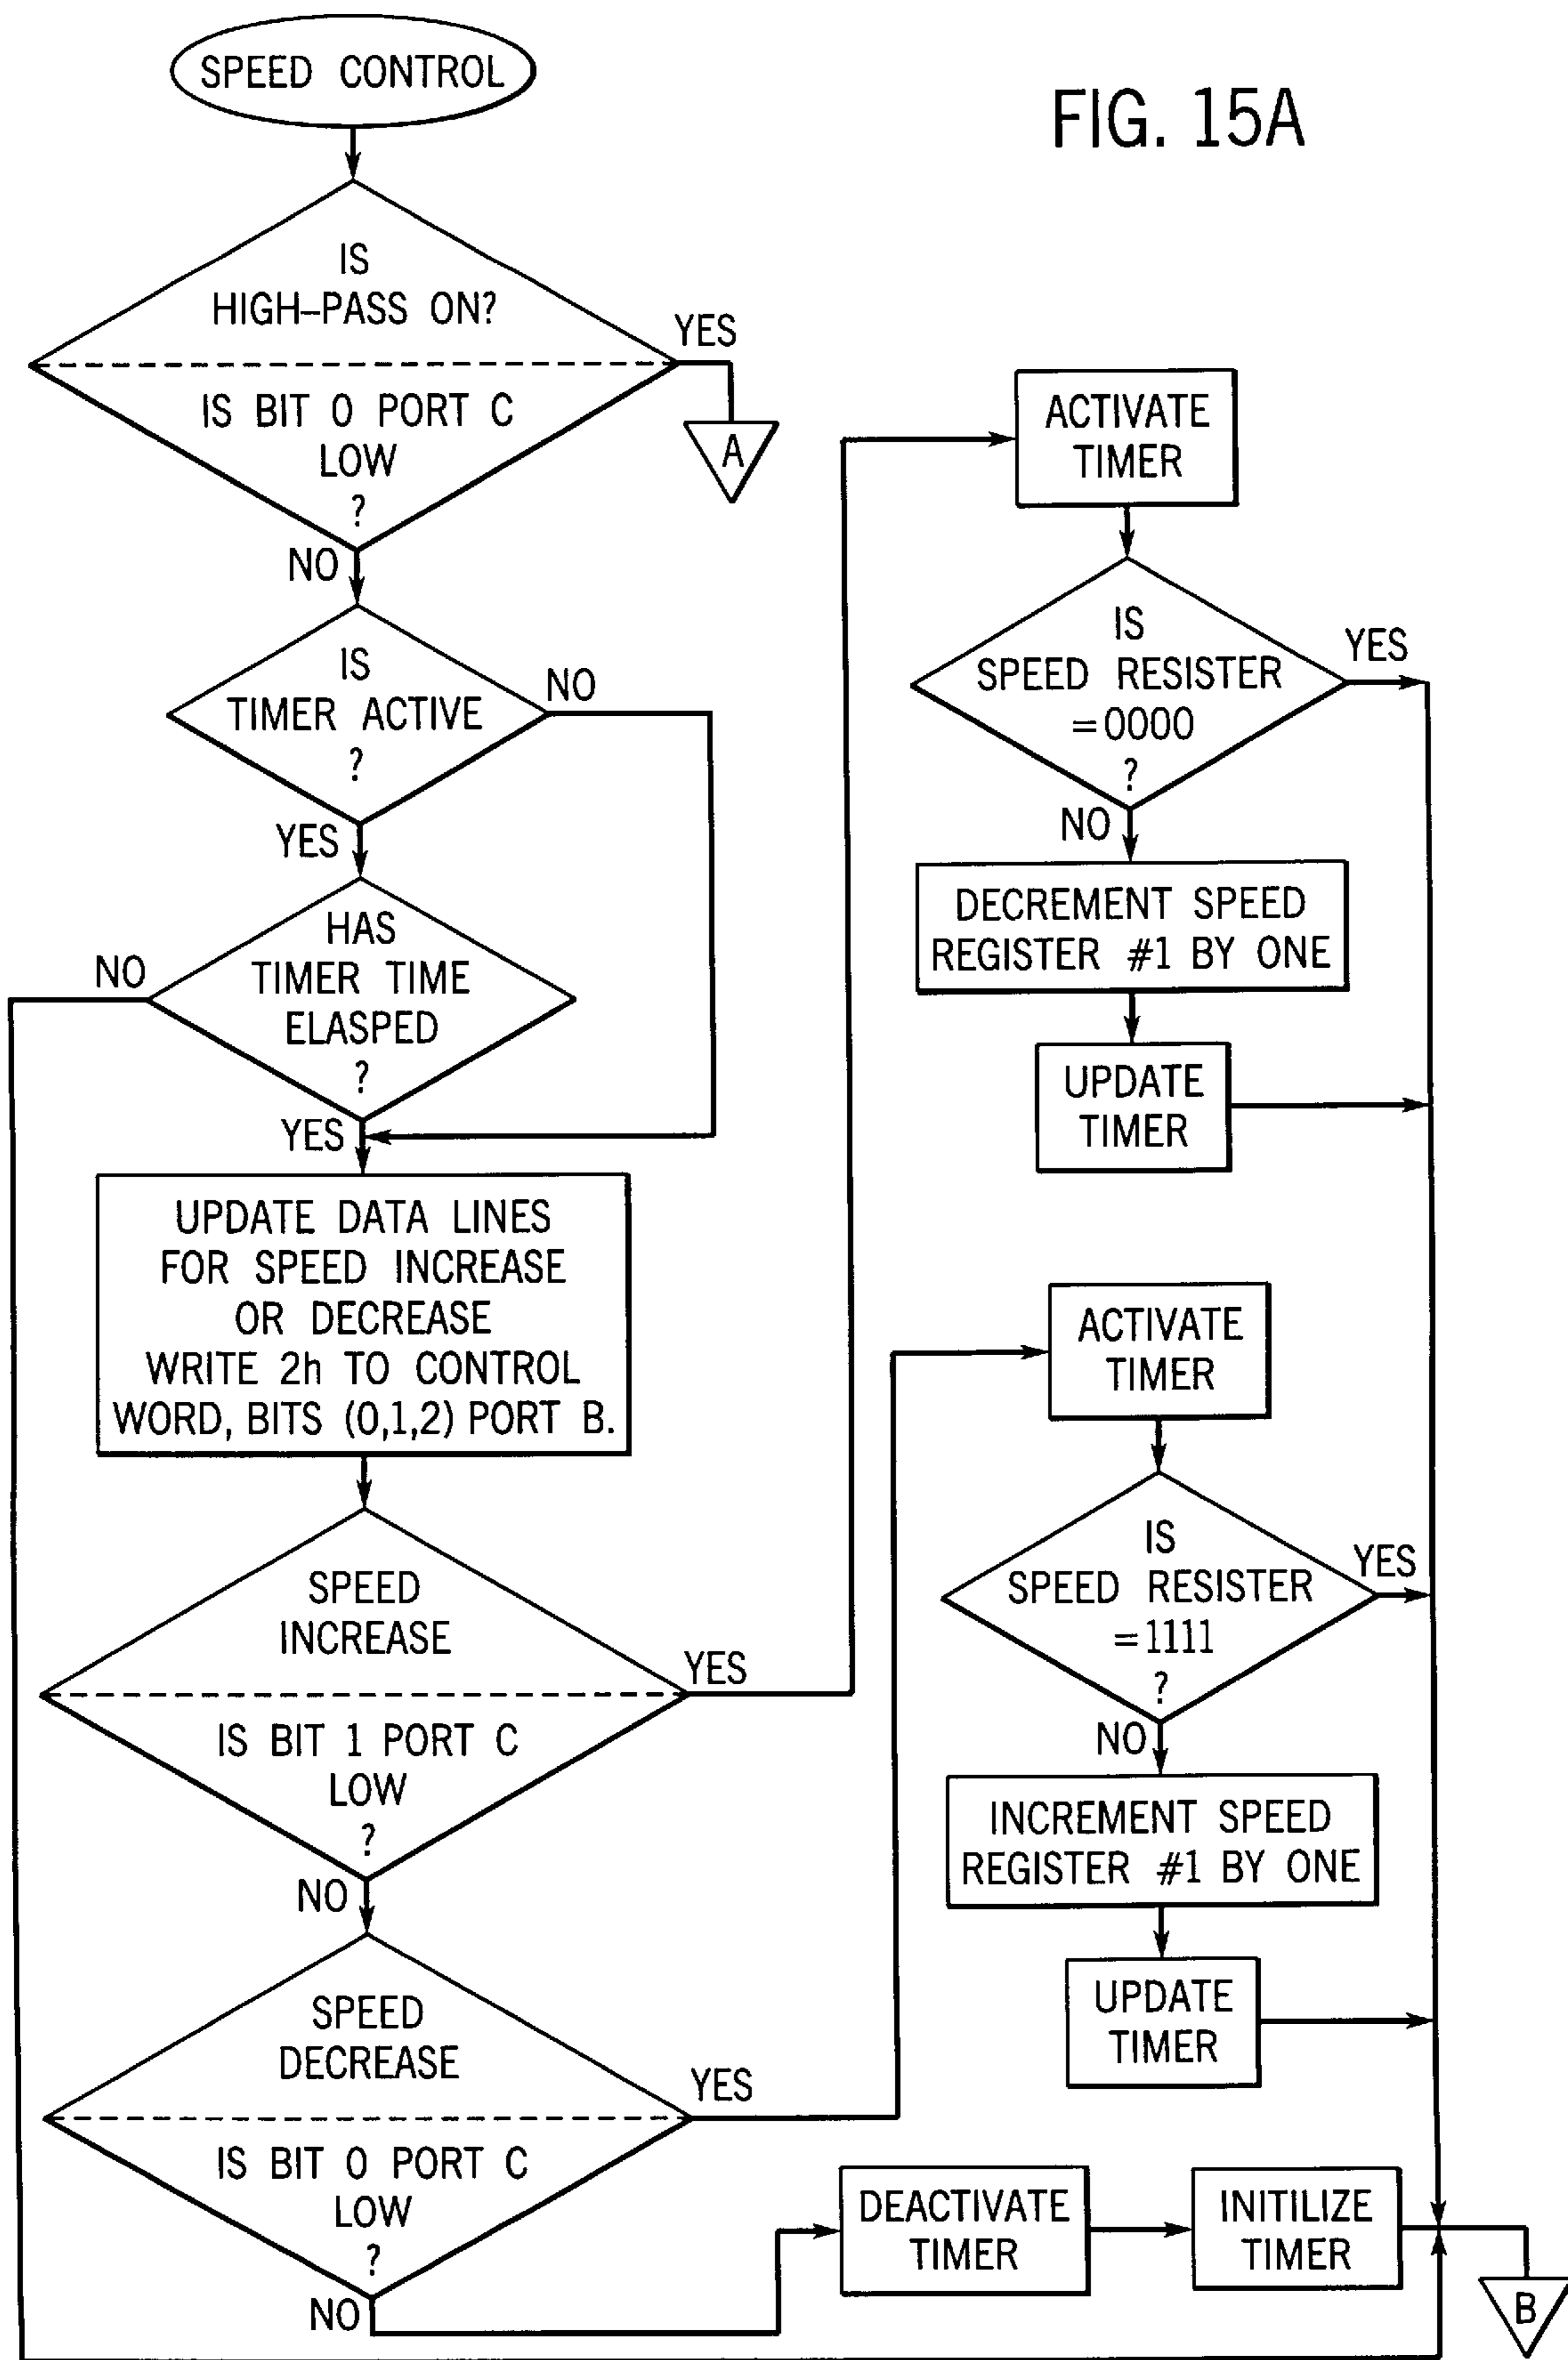 SPEED CONTROL
FIG. 15A
IS
HIGH–PASS ON?
YES
IS BIT 0 PORT C
LOW
?
A
NO
IS
TIMER ACTIVE
?
NO
YES
HAS
TIMER TIME
ELASPED
?
NO
YES
UPDATE DATA LINES
FOR SPEED INCREASE
OR DECREASE
WRITE 2h TO CONTROL
WORD, BITS (0,1,2) PORT B.
SPEED
INCREASE
YES
IS BIT 1 PORT C
LOW
?
NO
SPEED
DECREASE
YES
IS BIT 0 PORT C
LOW
?
NO
ACTIVATE
TIMER
IS
SPEED RESISTER
=0000
?
YES
NO
DECREMENT SPEED
REGISTER #1 BY ONE
UPDATE
TIMER
ACTIVATE
TIMER
IS
SPEED RESISTER
=1111
?
YES
NO
INCREMENT SPEED
REGISTER #1 BY ONE
UPDATE
TIMER
DEACTIVATE
TIMER
INITILIZE
TIMER
B